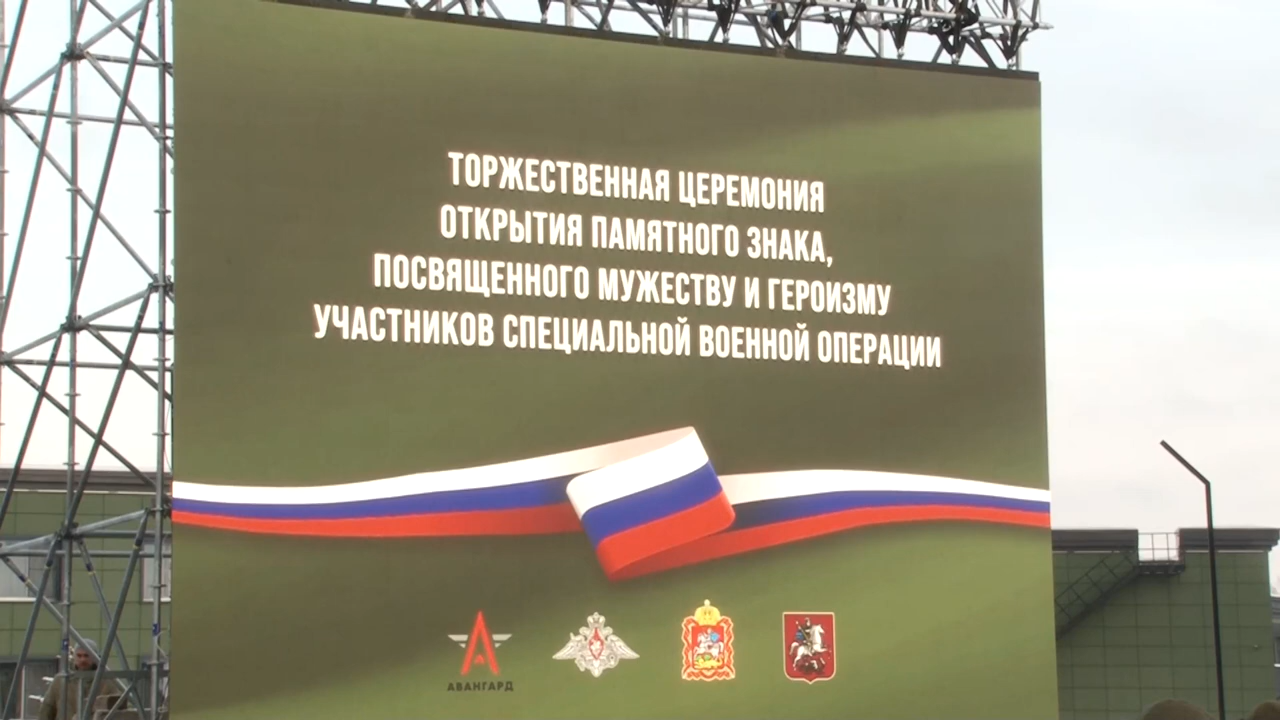 ТОРЖЕСТВЕННАЯ ЦЕРЕМОНИЯ
ОТКРЫТИЯ ПАМЯТНОГО ЗНАКА,
ПОСВЯЩЕННОГО МУЖЕСТВУ И ГЕРОИЗМУ
УЧАСТНИКОВ СПЕЦИАЛЬНОЙ ВОЕННОЙ ОПЕРАЦИИ
АВАНГАРД